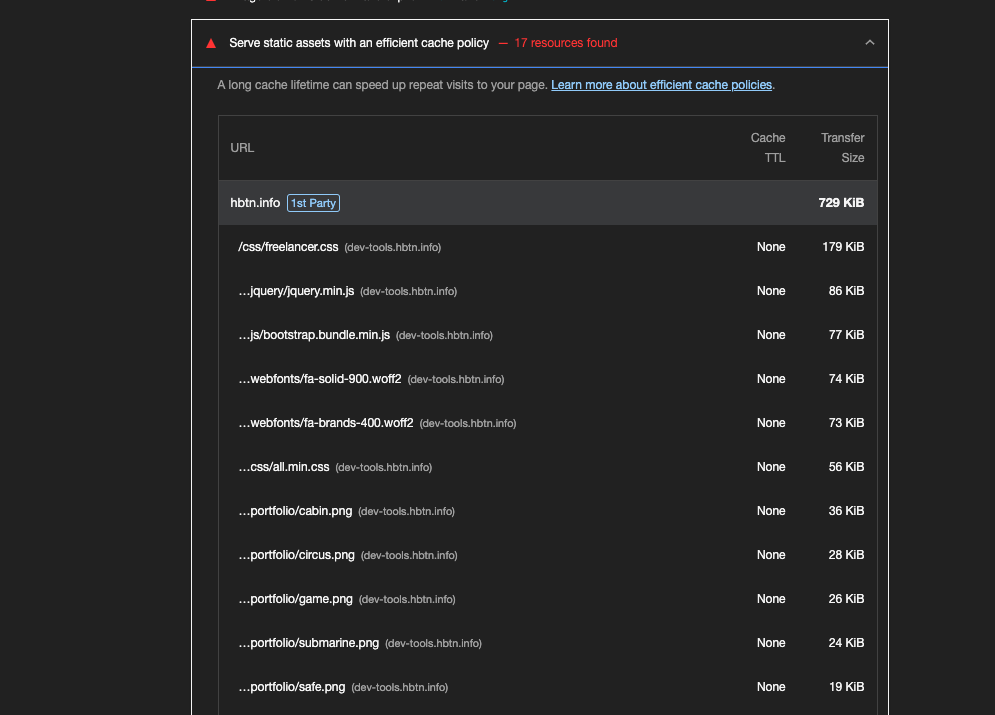 Serve static assets with an efficient cache policy — 17 resources found
A long cache lifetime can speed up repeat visits to your page. Learn more about efficient cache policies.
URL Cache TTL Transfer Size
hbtn.info 1st Party 729 KiB
/css/freelancer.css (dev-tools.hbtn.info) None 179 KiB
…jquery/jquery.min.js (dev-tools.hbtn.info) None 86 KiB
…js/bootstrap.bundle.min.js (dev-tools.hbtn.info) None 77 KiB
…webfonts/fa-solid-900.woff2 (dev-tools.hbtn.info) None 74 KiB
…webfonts/fa-brands-400.woff2 (dev-tools.hbtn.info) None 73 KiB
…css/all.min.css (dev-tools.hbtn.info) None 56 KiB
…portfolio/cabin.png (dev-tools.hbtn.info) None 36 KiB
…portfolio/circus.png (dev-tools.hbtn.info) None 28 KiB
…portfolio/game.png (dev-tools.hbtn.info) None 26 KiB
…portfolio/submarine.png (dev-tools.hbtn.info) None 24 KiB
…portfolio/safe.png (dev-tools.hbtn.info) None 19 KiB